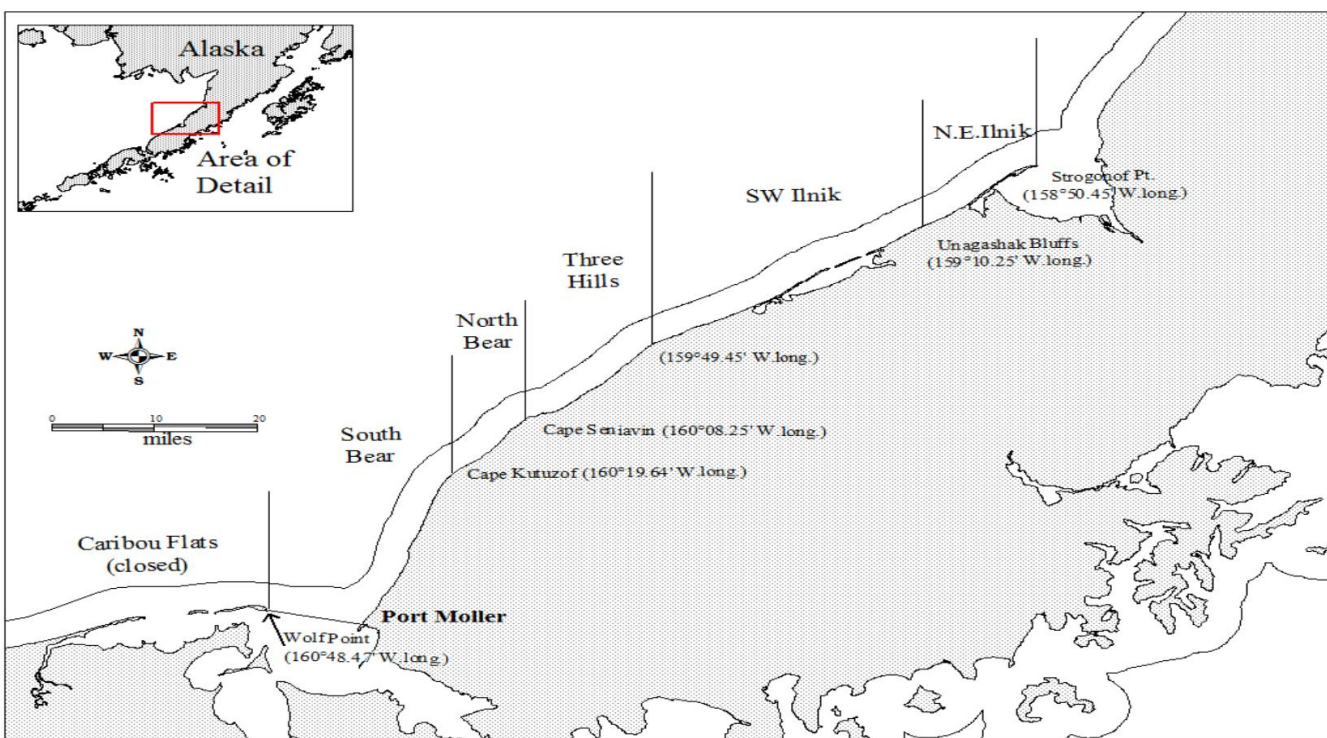 Alaska
Area of
Detail
N.E.Ilnik
Strogonof Pt.
(158°50.45' W.long.)
SW Ilnik
Unagashak Bluffs
(159°10.25' W.long.)
Three
Hills
North
Bear
(159°49.45' W.long.)
N
W
E
S
0 10 20
miles
South
Bear
Cape Seniavin (160°08.25' W.long.)
Cape Kutuzof (160°19.64' W.long.)
Caribou Flats
(closed)
Port Moller
Wolf Point
(160°48.47' W.long.)